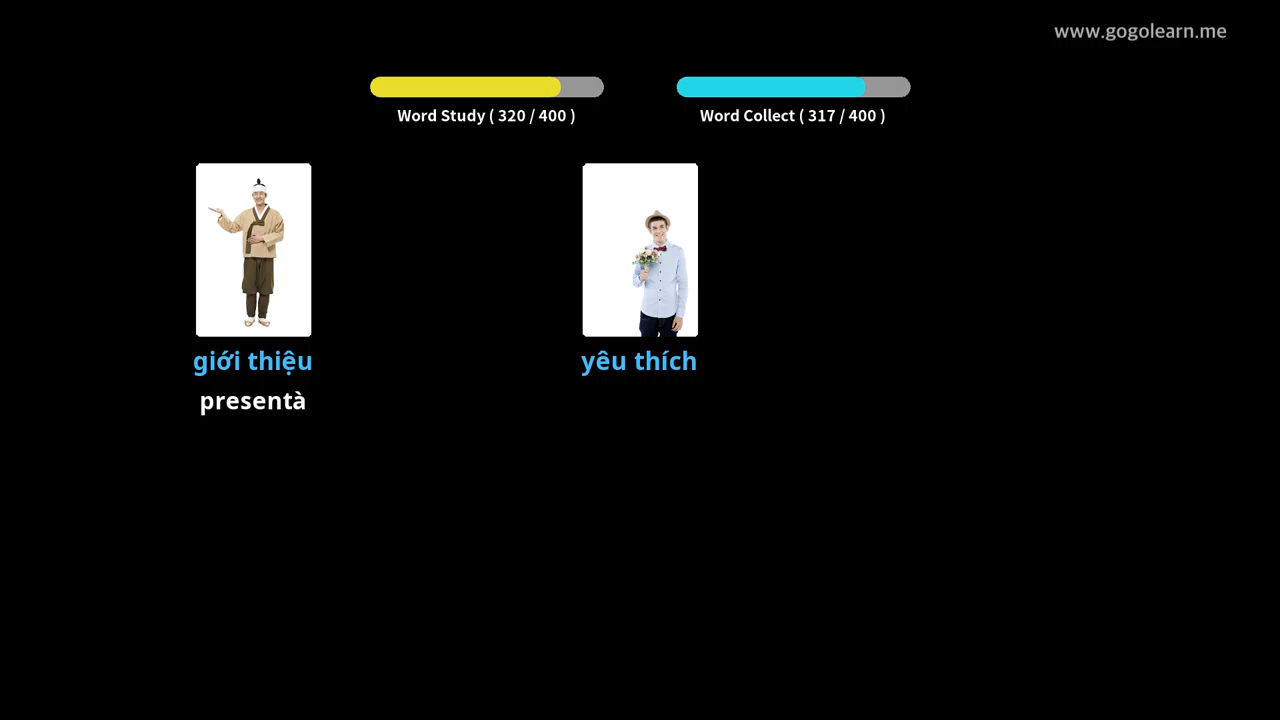 www.gogolearn.me
Word Study ( 320 / 400 )
Word Collect ( 317 / 400 )
giới thiệu
presentà
yêu thích